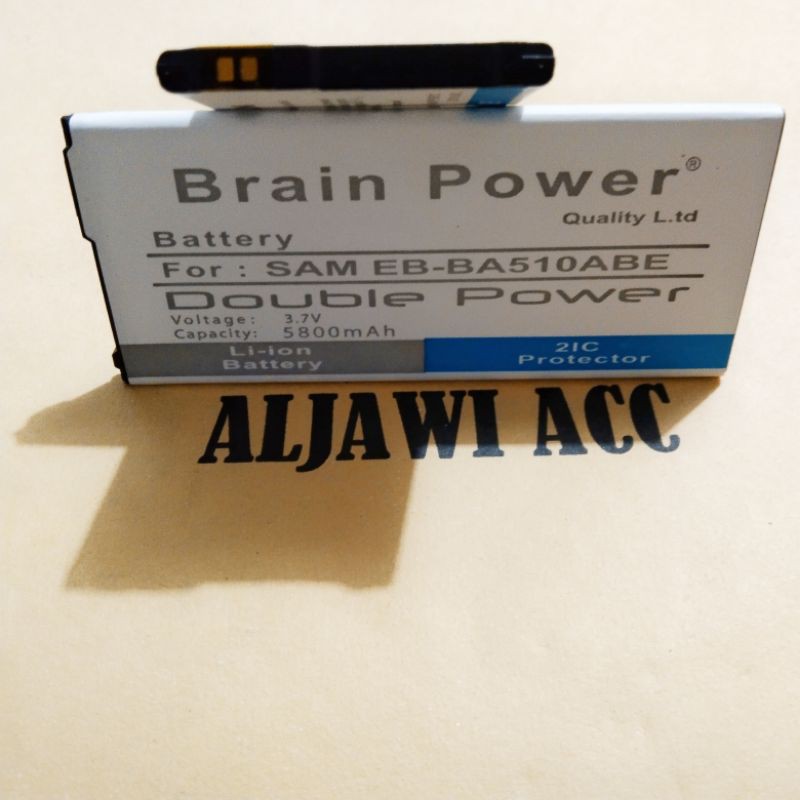 Brain Power®
Quality L.td
Battery
For : SAM EB-BA510ABE
Double Power
Voltage: 3.7V
Capacity: 5800mAh
Li-ion
Battery
2IC
Protector
ALJAWI ACC